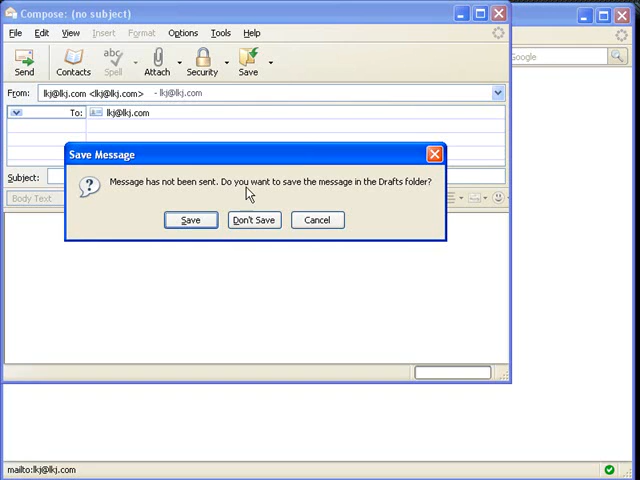 Compose: (no subject)
File Edit View Insert Format Options Tools Help
Google
abc
Send Contacts Spell Attach Security Save
From: lkj@lkj.com <lkj@lkj.com> - lkj@lkj.com
To: lkj@lkj.com
Save Message
Subject:
Message has not been sent. Do you want to save the message in the Drafts folder?
Body Text
Save Don't Save Cancel
mailto:lkj@lkj.com